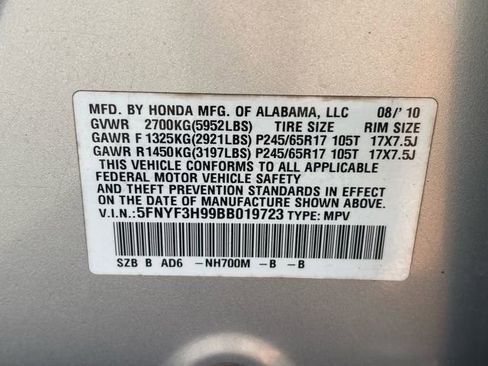 MFD. BY HONDA MFG. OF ALABAMA, LLC 08/' 10
GVWR 2700KG(5952LBS) TIRE SIZE RIM SIZE
GAWR F 1325KG(2921LBS) P245/65R17 105T 17X7.5J
GAWR R 1450KG(3197LBS) P245/65R17 105T 17X7.5J
THIS VEHICLE CONFORMS TO ALL APPLICABLE
FEDERAL MOTOR VEHICLE SAFETY
AND THEFT PREVENTION STANDARDS IN EFFECT
ON THE DATE OF MANUFACTURE SHOWN ABOVE.
V.I.N.: 5FNYF3H99BB019723 TYPE: MPV
SZB B AD6 -NH700M -B -B